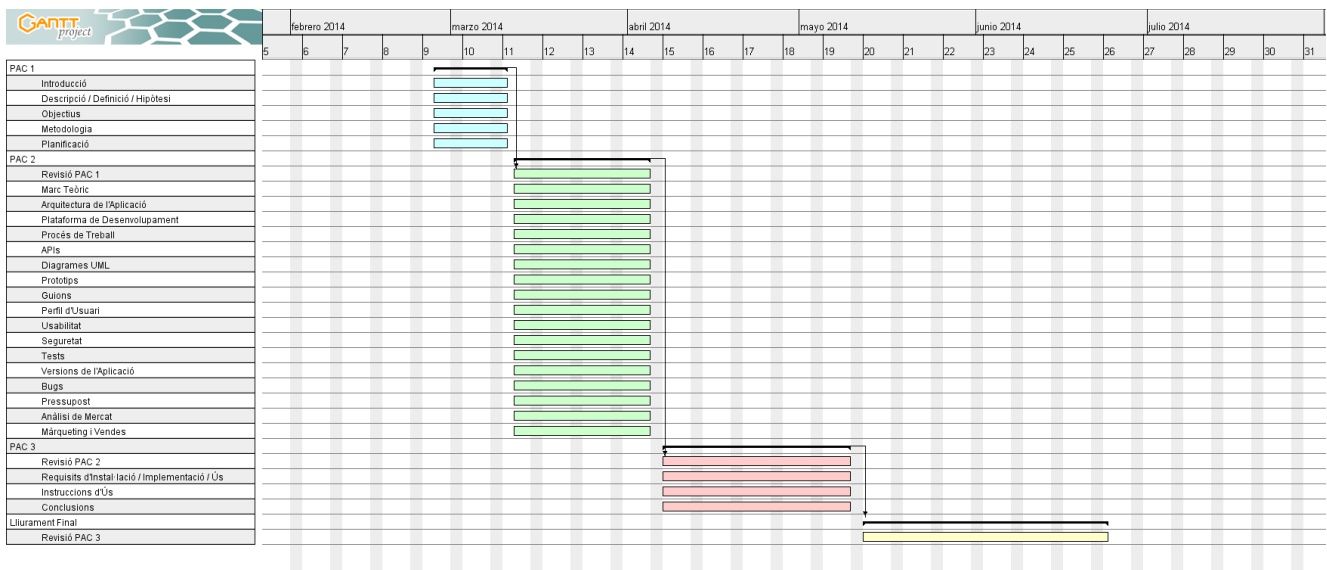 GANTT
project
febrero 2014 marzo 2014 abril 2014 mayo 2014 junio 2014 julio 2014
5 6 7 8 9 10 11 12 13 14 15 16 17 18 19 20 21 22 23 24 25 26 27 28 29 30 31
PAC 1
Introducció
Descripció / Definició / Hipòtesi
Objectius
Metodologia
Planificació
PAC 2
Revisió PAC 1
Marc Teòric
Arquitectura de l'Aplicació
Plataforma de Desenvolupament
Procés de Treball
APIs
Diagrames UML
Prototips
Guions
Perfil d'Usuari
Usabilitat
Seguretat
Tests
Versions de l'Aplicació
Bugs
Pressupost
Anàlisi de Mercat
Màrqueting i Vendes
PAC 3
Revisió PAC 2
Requisits d'Instal·lació / Implementació / Ús
Instruccions d'Ús
Conclusions
Lliurament Final
Revisió PAC 3